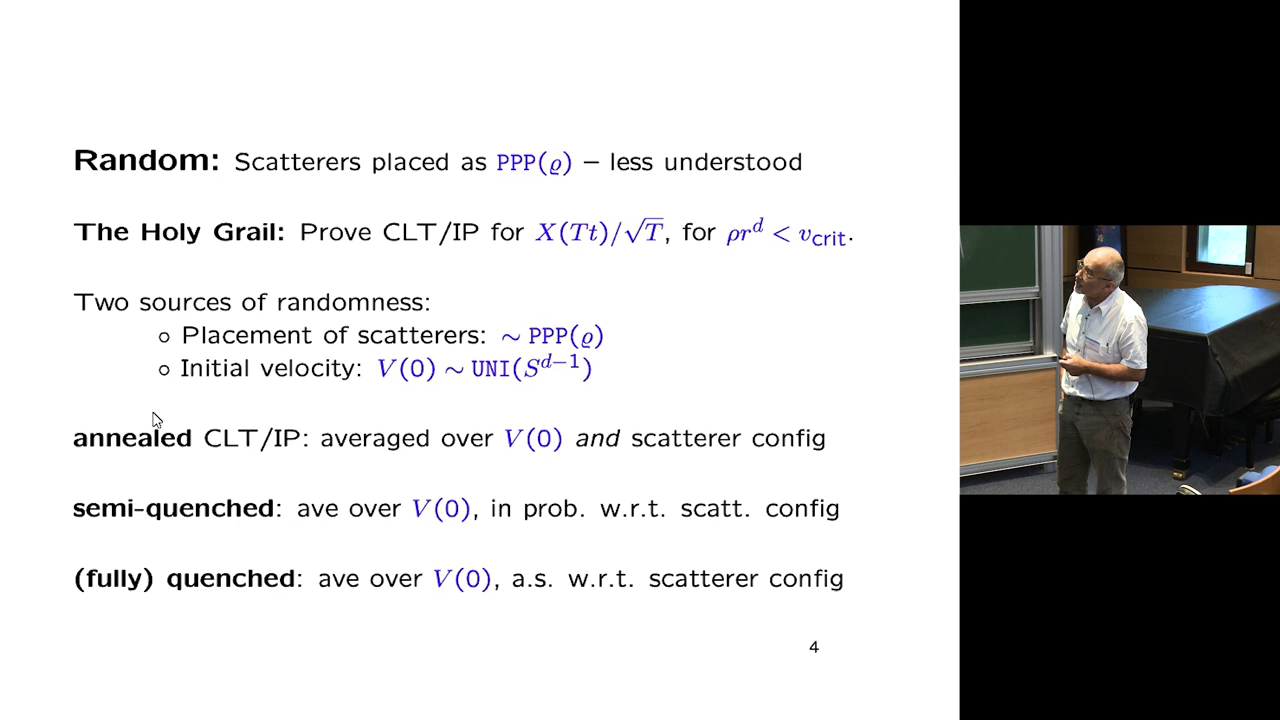 Random: Scatterers placed as PPP(ϱ) – less understood
The Holy Grail: Prove CLT/IP for X(Tt)/√T, for ρr^d < v_crit.
Two sources of randomness:
∘ Placement of scatterers: ∼ PPP(ϱ)
∘ Initial velocity: V(0) ∼ UNI(S^{d−1})
annealed CLT/IP: averaged over V(0) and scatterer config
semi-quenched: ave over V(0), in prob. w.r.t. scatt. config
(fully) quenched: ave over V(0), a.s. w.r.t. scatterer config
4